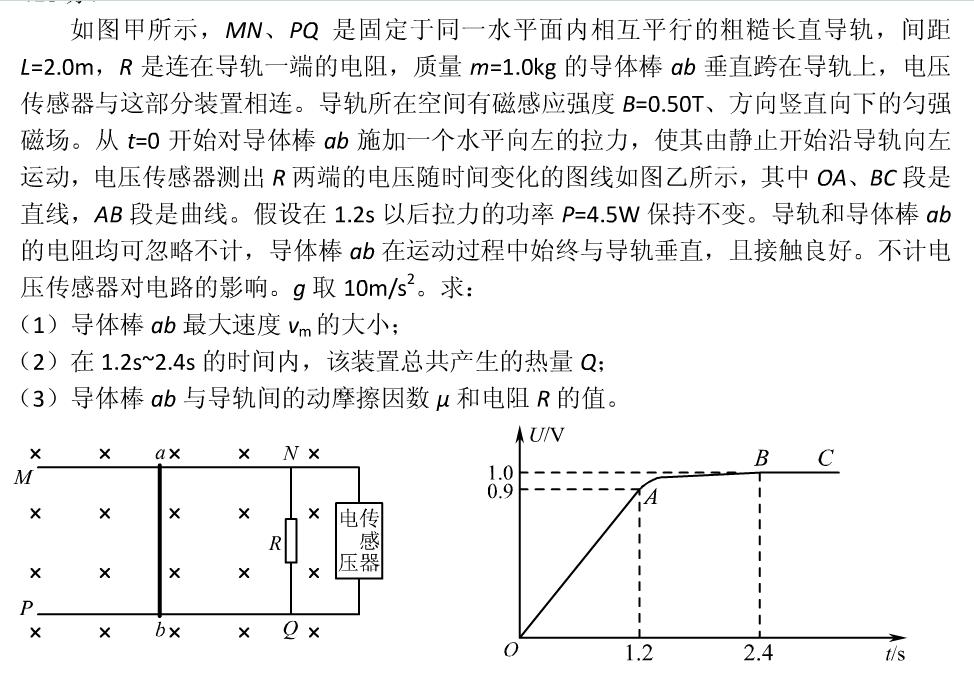 如图甲所示，MN、PQ 是固定于同一水平面内相互平行的粗糙长直导轨，间距
L=2.0m，R 是连在导轨一端的电阻，质量 m=1.0kg 的导体棒 ab 垂直跨在导轨上，电压
传感器与这部分装置相连。导轨所在空间有磁感应强度 B=0.50T、方向竖直向下的匀强
磁场。从 t=0 开始对导体棒 ab 施加一个水平向左的拉力，使其由静止开始沿导轨向左
运动，电压传感器测出 R 两端的电压随时间变化的图线如图乙所示，其中 OA、BC 段是
直线，AB 段是曲线。假设在 1.2s 以后拉力的功率 P=4.5W 保持不变。导轨和导体棒 ab
的电阻均可忽略不计，导体棒 ab 在运动过程中始终与导轨垂直，且接触良好。不计电
压传感器对电路的影响。g 取 10m/s²。求：
（1）导体棒 ab 最大速度 vₘ 的大小；
（2）在 1.2s~2.4s 的时间内，该装置总共产生的热量 Q；
（3）导体棒 ab 与导轨间的动摩擦因数 μ 和电阻 R 的值。
a N
M
R
电传
感
压器
P
b Q
U/V
B C
1.0
0.9
A
O 1.2 2.4 t/s